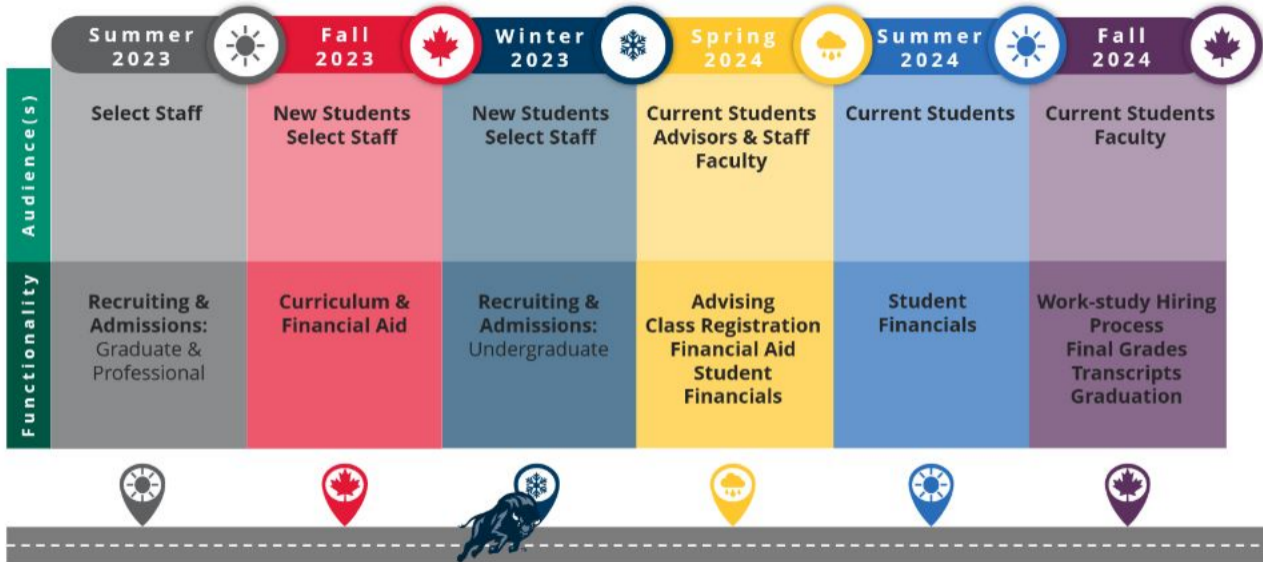 Summer
2023
Fall
2023
Winter
2023
Spring
2024
Summer
2024
Fall
2024
Audience(s)
Select Staff
New Students
Select Staff
New Students
Select Staff
Current Students
Advisors & Staff
Faculty
Current Students
Current Students
Faculty
Functionality
Recruiting &
Admissions:
Graduate &
Professional
Curriculum &
Financial Aid
Recruiting &
Admissions:
Undergraduate
Advising
Class Registration
Financial Aid
Student
Financials
Student
Financials
Work-study Hiring
Process
Final Grades
Transcripts
Graduation